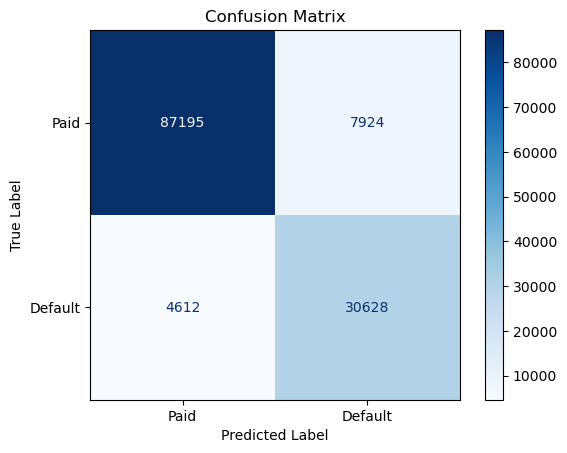 Confusion Matrix
True Label
Paid
Default
87195 7924
4612 30628
Paid Default
Predicted Label
80000
70000
60000
50000
40000
30000
20000
10000